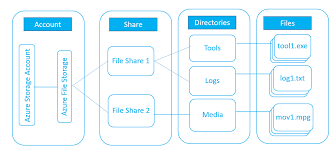 Account
Share
Directories
Files
Azure Storage Account
Azure File Storage
File Share 1
File Share 2
Tools
Logs
Media
tool1.exe
log1.txt
mov1.mpg